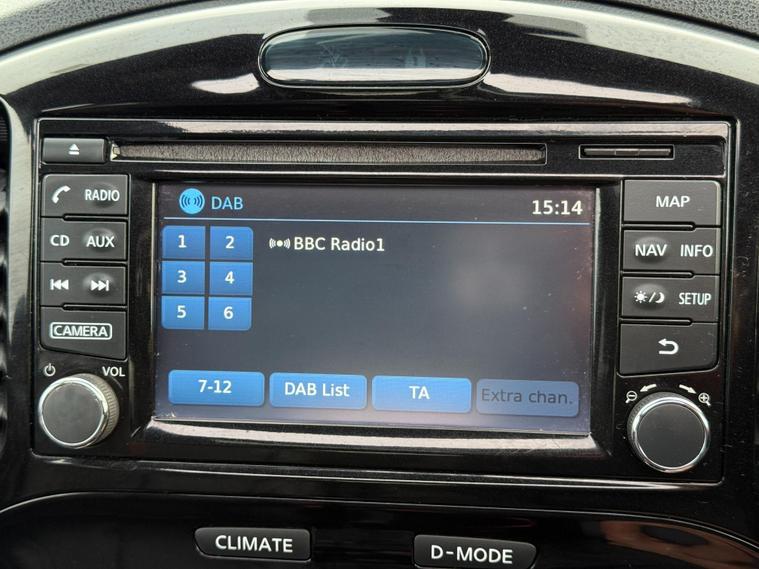 DAB
15:14
1 2
BBC Radio1
3 4
5 6
7-12
DAB List
TA
Extra chan.
RADIO
CD AUX
CAMERA
VOL
MAP
NAV INFO
SETUP
CLIMATE
D-MODE